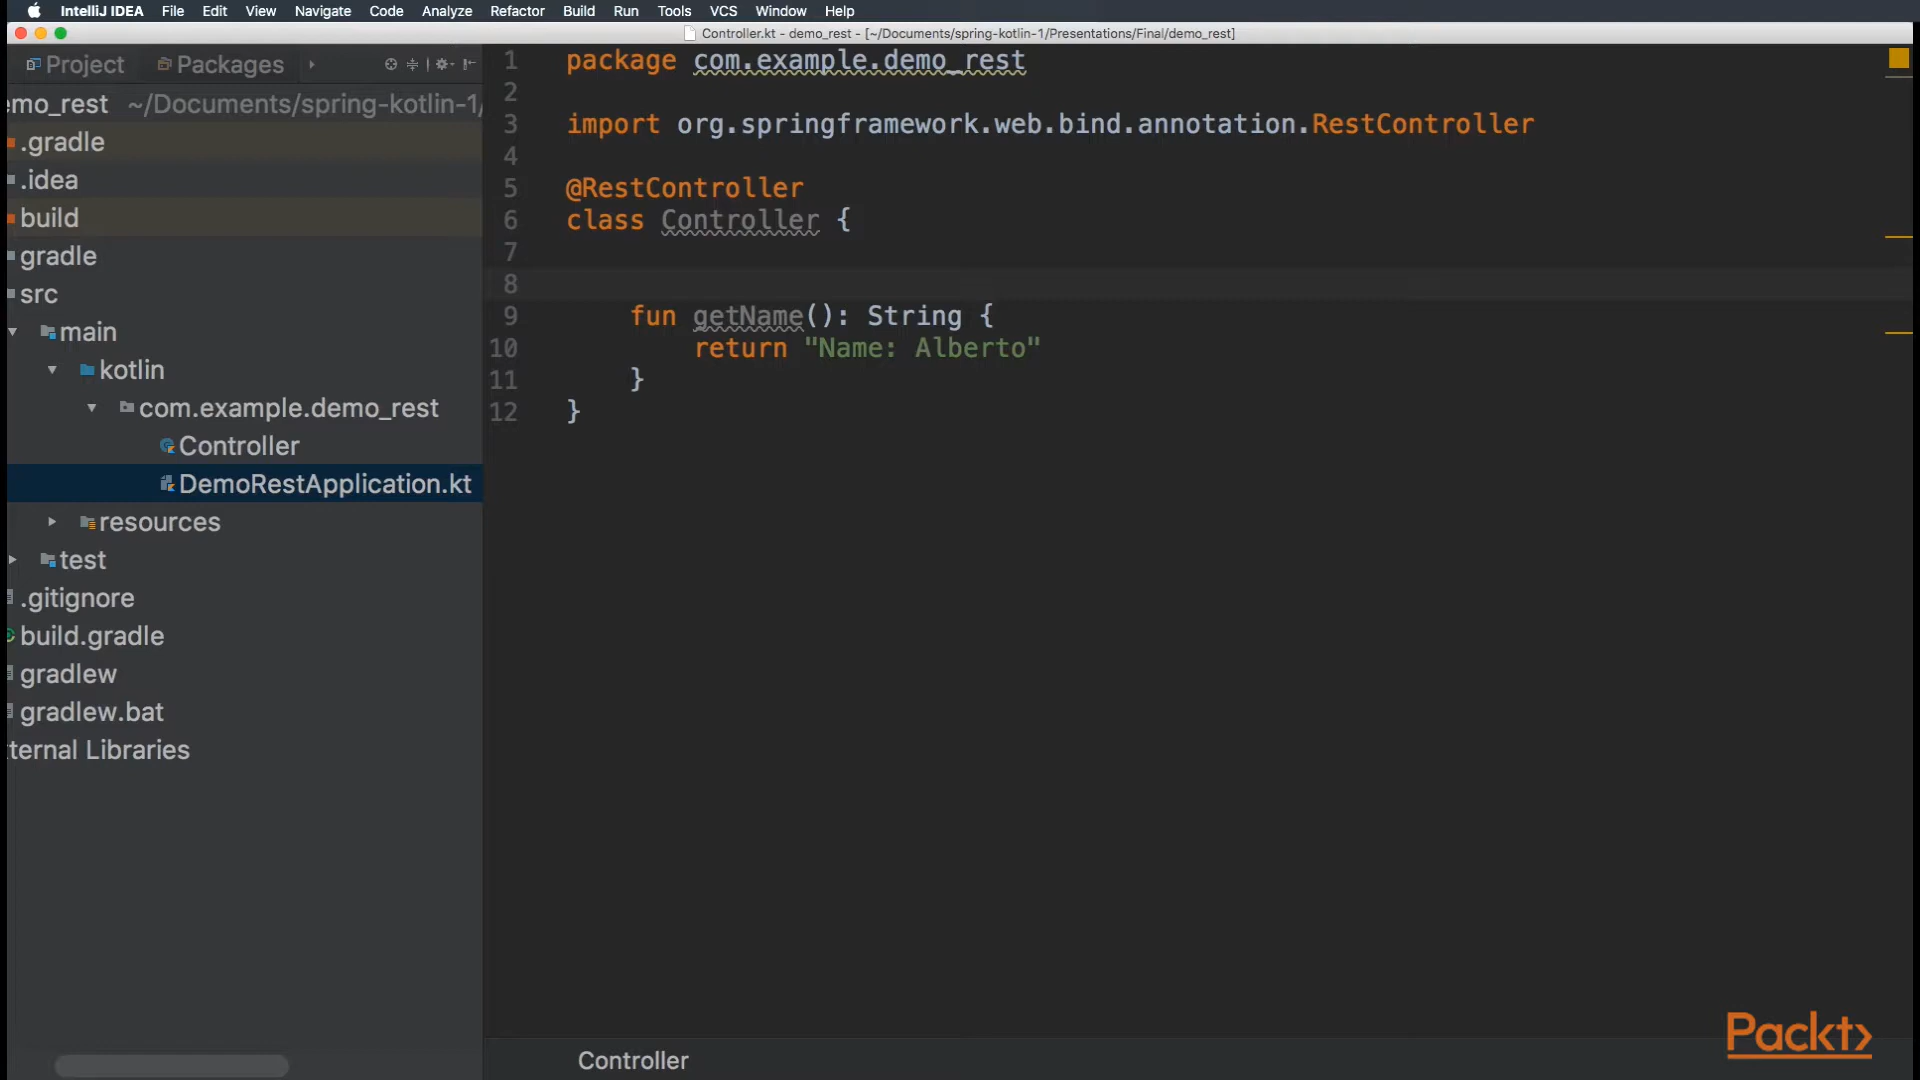 IntelliJ IDEA File Edit View Navigate Code Analyze Refactor Build Run Tools VCS Window Help
Controller.kt - demo_rest - [~/Documents/spring-kotlin-1/Presentations/Final/demo_rest]
Project Packages
emo_rest ~/Documents/spring-kotlin-1/
.gradle
.idea
build
gradle
src
main
kotlin
com.example.demo_rest
Controller
DemoRestApplication.kt
resources
test
.gitignore
build.gradle
gradlew
gradlew.bat
ternal Libraries
1 package com.example.demo_rest
2
3 import org.springframework.web.bind.annotation.RestController
4
5 @RestController
6 class Controller {
7
8
9 fun getName(): String {
10 return "Name: Alberto"
11 }
12 }
Controller
Packt>